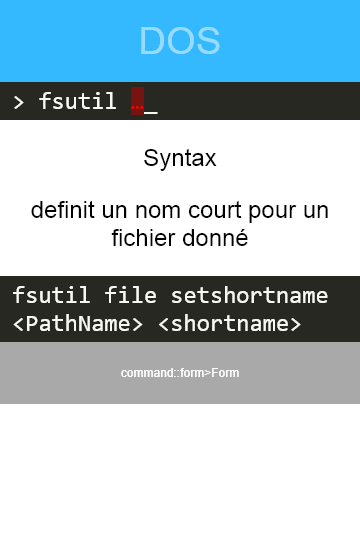 DOS
> fsutil …_
Syntax
definit un nom court pour un
fichier donné
fsutil file setshortname
<PathName> <shortname>
command::form>Form